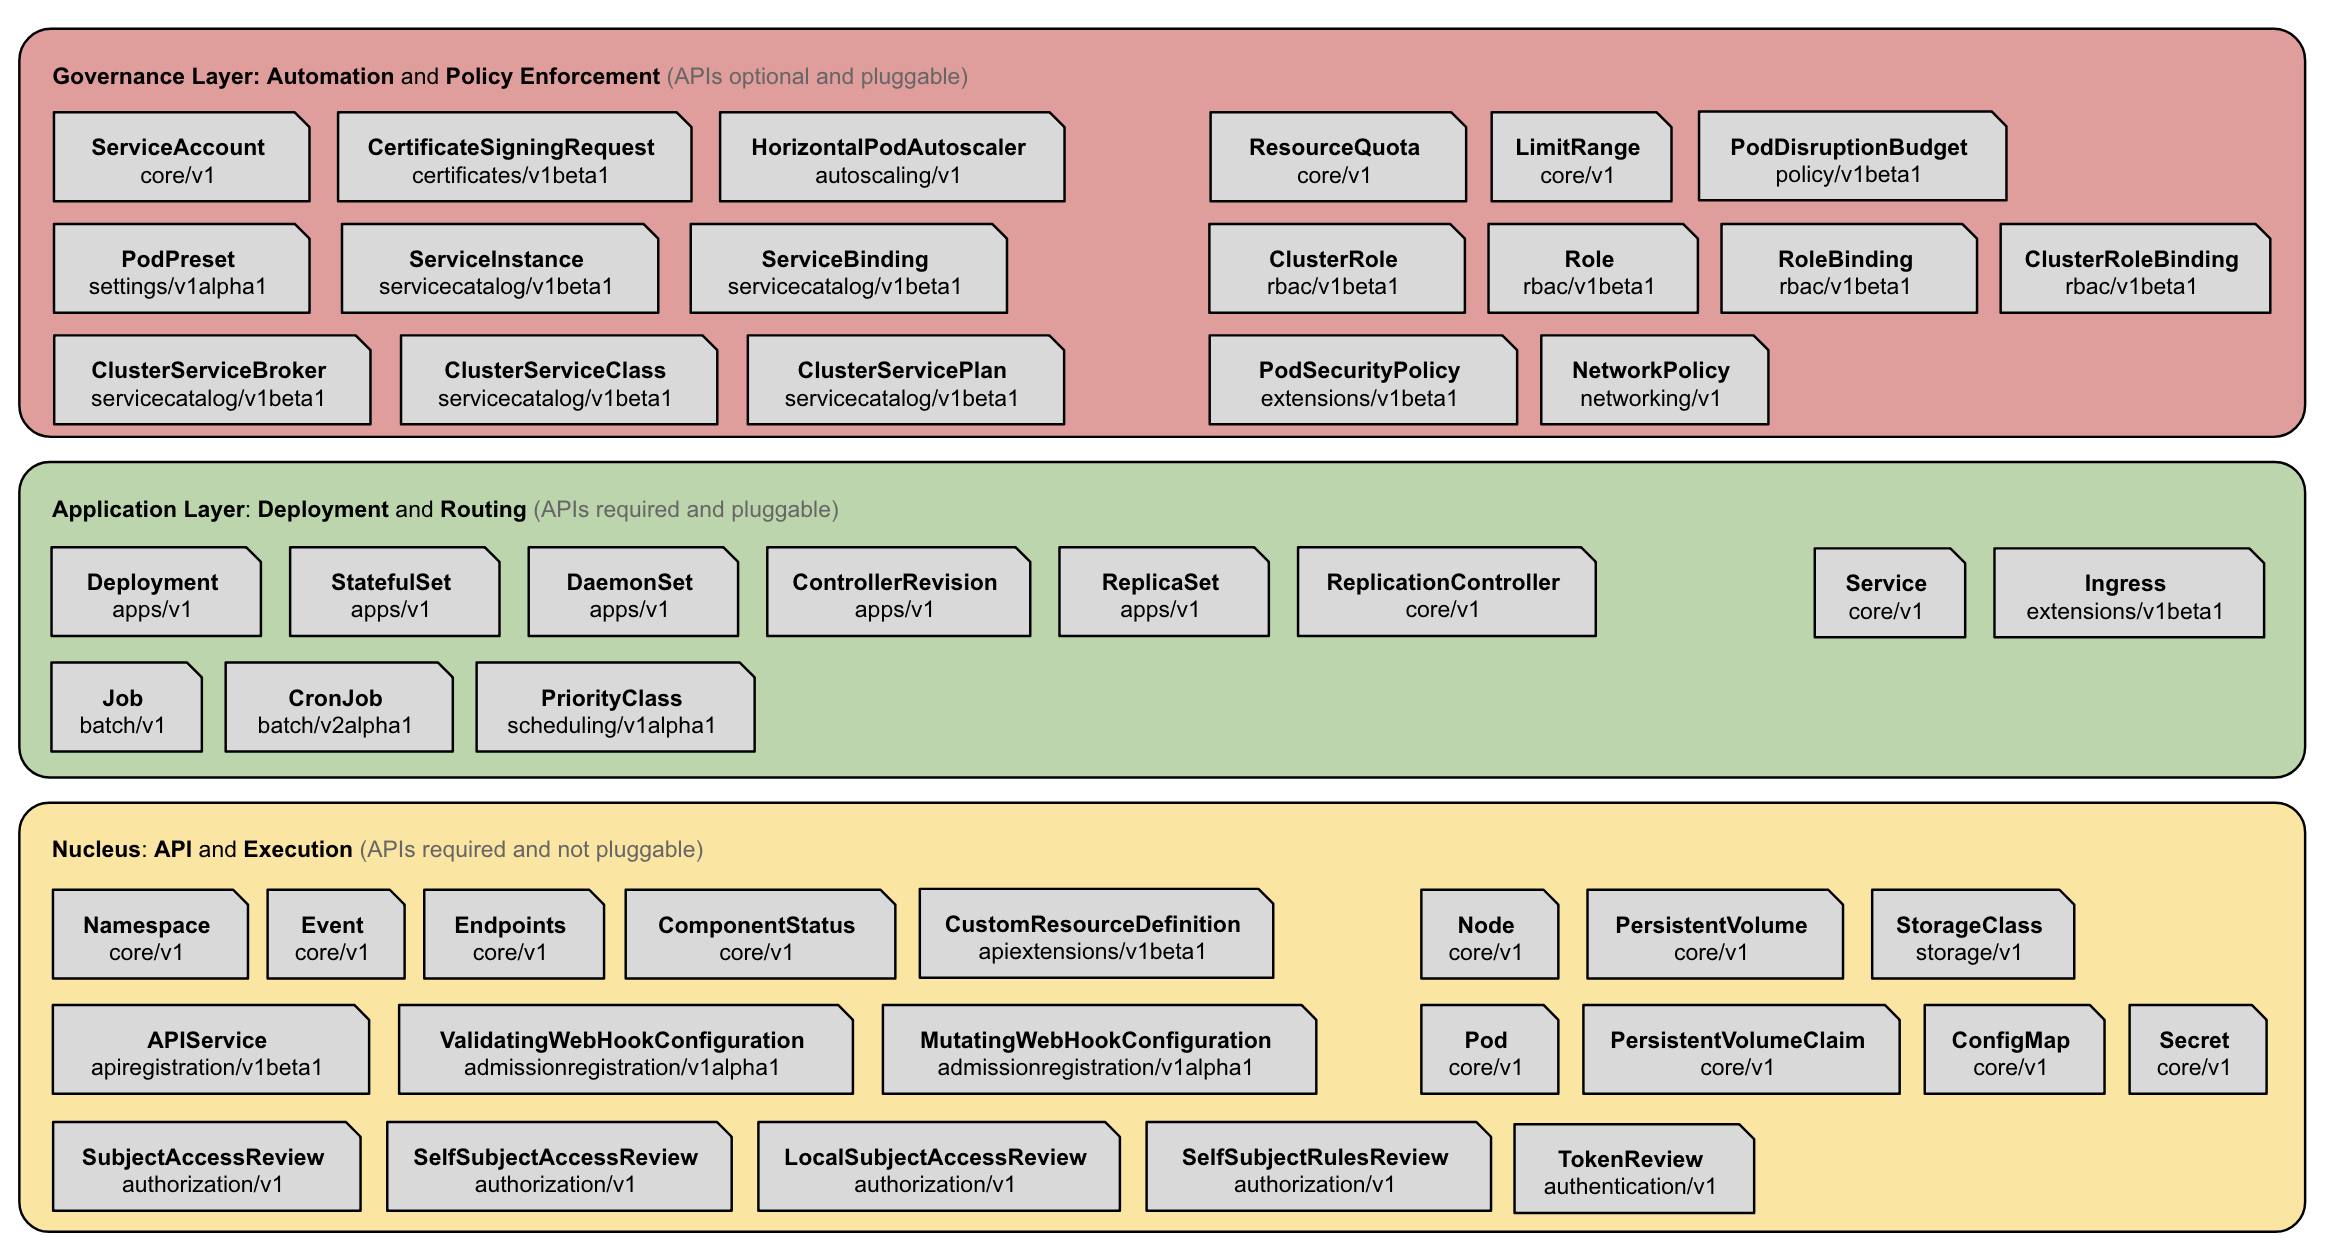 Governance Layer: Automation and Policy Enforcement (APIs optional and pluggable)
ServiceAccount
core/v1
CertificateSigningRequest
certificates/v1beta1
HorizontalPodAutoscaler
autoscaling/v1
ResourceQuota
core/v1
LimitRange
core/v1
PodDisruptionBudget
policy/v1beta1
PodPreset
settings/v1alpha1
ServiceInstance
servicecatalog/v1beta1
ServiceBinding
servicecatalog/v1beta1
ClusterRole
rbac/v1beta1
Role
rbac/v1beta1
RoleBinding
rbac/v1beta1
ClusterRoleBinding
rbac/v1beta1
ClusterServiceBroker
servicecatalog/v1beta1
ClusterServiceClass
servicecatalog/v1beta1
ClusterServicePlan
servicecatalog/v1beta1
PodSecurityPolicy
extensions/v1beta1
NetworkPolicy
networking/v1
Application Layer: Deployment and Routing (APIs required and pluggable)
Deployment
apps/v1
StatefulSet
apps/v1
DaemonSet
apps/v1
ControllerRevision
apps/v1
ReplicaSet
apps/v1
ReplicationController
core/v1
Service
core/v1
Ingress
extensions/v1beta1
Job
batch/v1
CronJob
batch/v2alpha1
PriorityClass
scheduling/v1alpha1
Nucleus: API and Execution (APIs required and not pluggable)
Namespace
core/v1
Event
core/v1
Endpoints
core/v1
ComponentStatus
core/v1
CustomResourceDefinition
apiextensions/v1beta1
Node
core/v1
PersistentVolume
core/v1
StorageClass
storage/v1
APIService
apiregistration/v1beta1
ValidatingWebHookConfiguration
admissionregistration/v1alpha1
MutatingWebHookConfiguration
admissionregistration/v1alpha1
Pod
core/v1
PersistentVolumeClaim
core/v1
ConfigMap
core/v1
Secret
core/v1
SubjectAccessReview
authorization/v1
SelfSubjectAccessReview
authorization/v1
LocalSubjectAccessReview
authorization/v1
SelfSubjectRulesReview
authorization/v1
TokenReview
authentication/v1